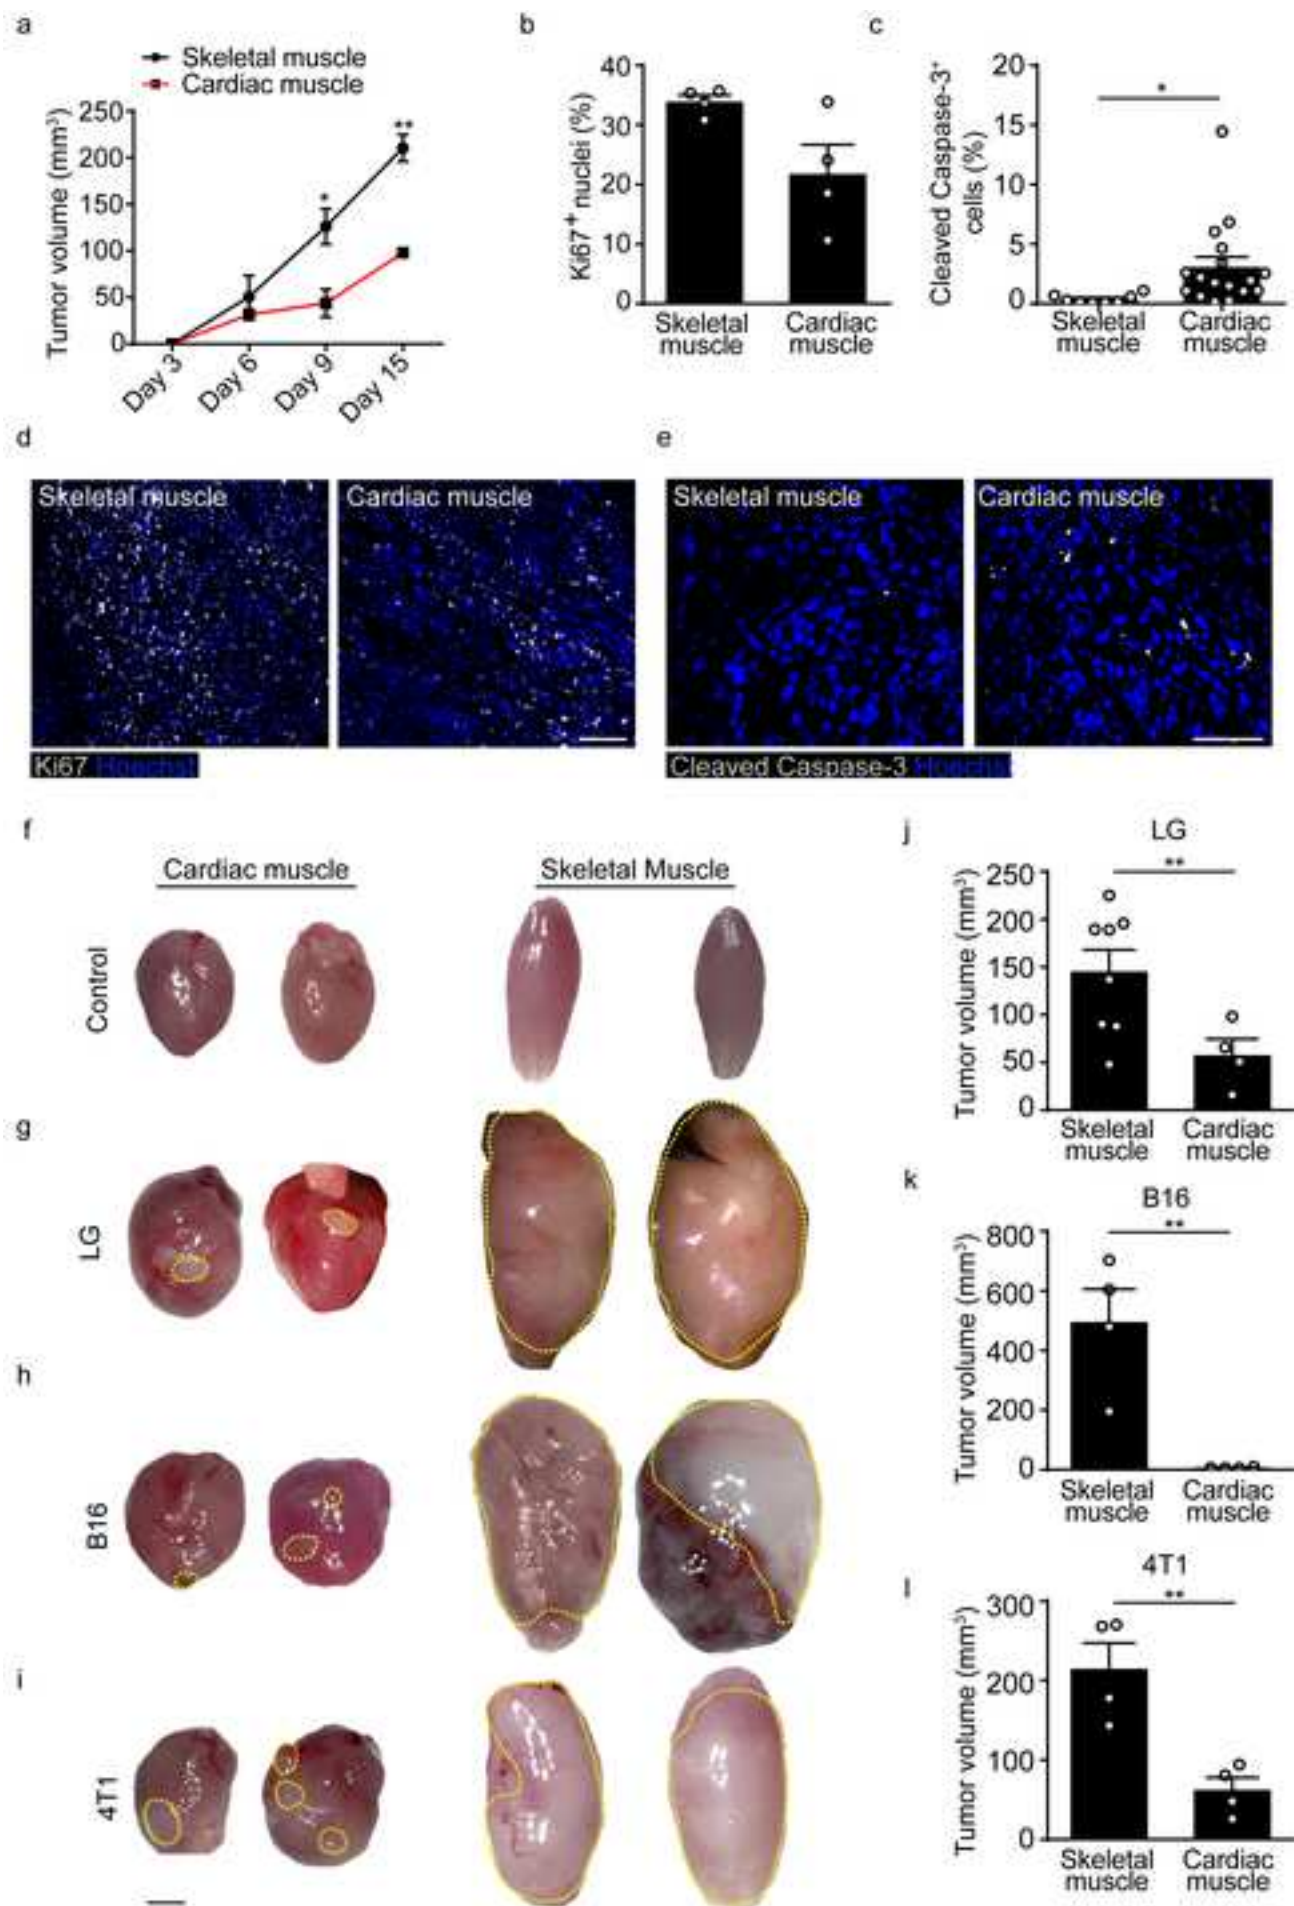 a
Skeletal muscle
Cardiac muscle
Tumor volume (mm³)
250
200
150
100
50
0
*
**
Day 3
Day 6
Day 9
Day 15
b
Ki67⁺ nuclei (%)
40
30
20
10
0
Skeletal muscle
Cardiac muscle
c
Cleaved Caspase-3⁺
cells (%)
20
15
10
5
0
*
Skeletal muscle
Cardiac muscle
d
Skeletal muscle
Cardiac muscle
Ki67 Hoechst
e
Skeletal muscle
Cardiac muscle
Cleaved Caspase-3 Hoechst
f
Cardiac muscle
Skeletal Muscle
Control
g
LG
h
B16
i
4T1
j
LG
Tumor volume (mm³)
250
200
150
100
50
0
**
Skeletal muscle
Cardiac muscle
k
B16
Tumor volume (mm³)
800
600
400
200
0
**
Skeletal muscle
Cardiac muscle
l
4T1
Tumor volume (mm³)
300
200
100
0
**
Skeletal muscle
Cardiac muscle